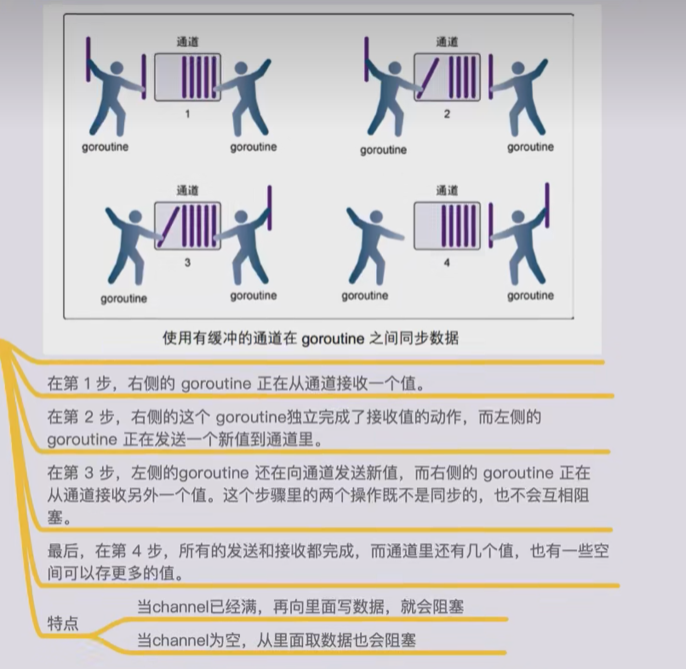 通道
通道
1
2
goroutine
goroutine
goroutine
goroutine
通道
通道
3
4
goroutine
goroutine
goroutine
goroutine
使用有缓冲的通道在 goroutine 之间同步数据
在第 1 步，右侧的 goroutine 正在从通道接收一个值。
在第 2 步，右侧的这个 goroutine独立完成了接收值的动作，而左侧的
goroutine 正在发送一个新值到通道里。
在第 3 步，左侧的goroutine 还在向通道发送新值，而右侧的 goroutine 正在
从通道接收另外一个值。这个步骤里的两个操作既不是同步的，也不会互相阻
塞。
最后，在第 4 步，所有的发送和接收都完成，而通道里还有几个值，也有一些空
间可以存更多的值。
特点
当channel已经满，再向里面写数据，就会阻塞
当channel为空，从里面取数据也会阻塞